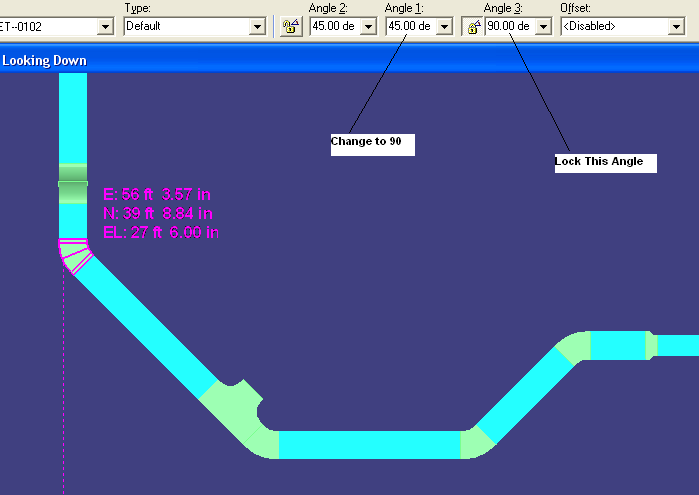 Type: Angle 2: Angle 1: Angle 3: Offset:
ET--0102 Default 45.00 de 45.00 de 90.00 de <Disabled>
Looking Down
Change to 90
Lock This Angle
E: 56 ft 3.57 in
N: 39 ft 8.84 in
EL: 27 ft 6.00 in